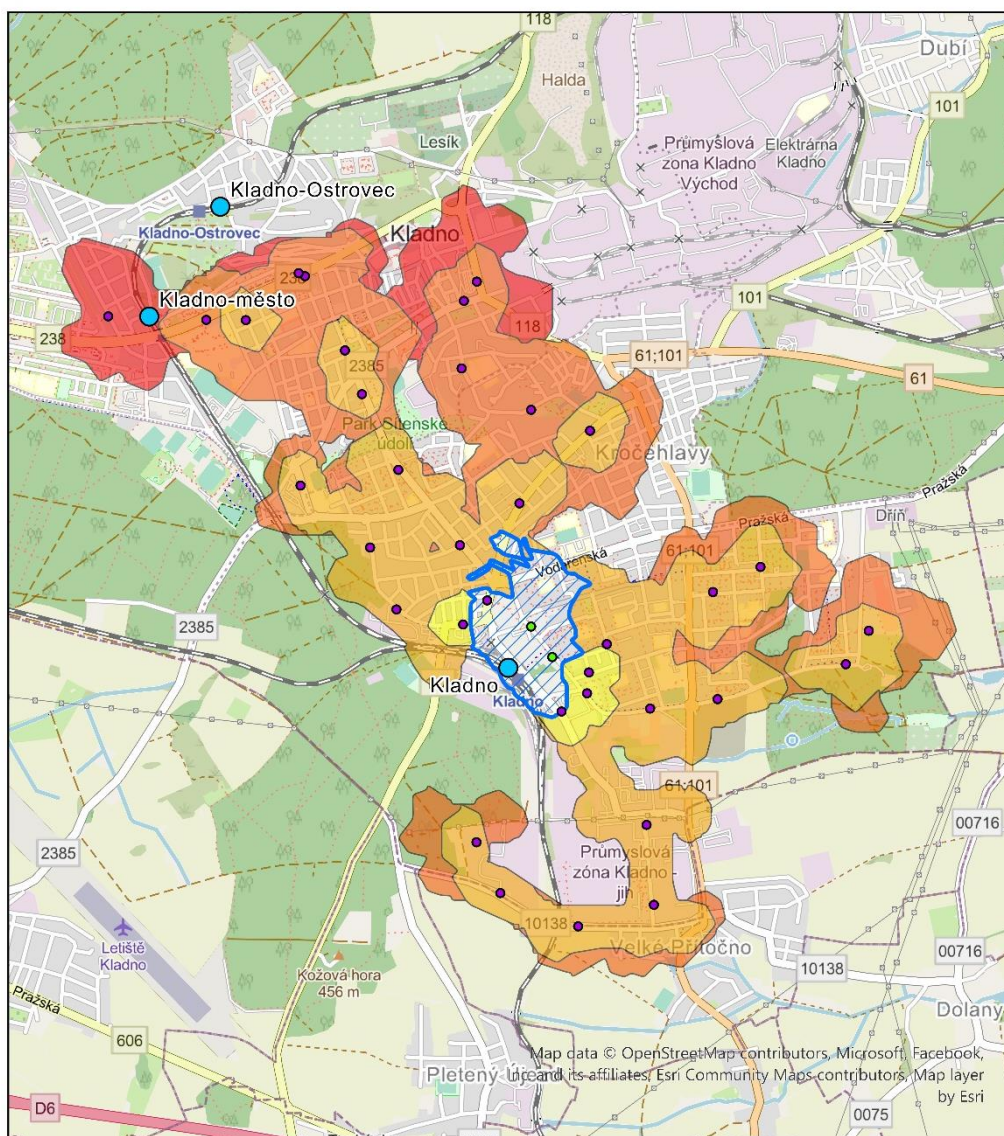 118
Dubí
Halda
101
Lesík
Průmyslová
zona Kladno
Východ
Elektrárna
Kladno
Kladno-Ostrovec
Kladno-Ostrovec
Kladno
238
Kladno-město
101
238
118
61;101
61
2385
Park Sítenské
údolí
Kročehlavy
Pražská
Pražská
Dříň
Vodárenská
61;101
2385
Kladno
Kladno
61;101
00716
2385
Průmyslová
zóna Kladno -
jih
Letiště
Kladno
10138
Velké Přítočno
00716
Kožová hora
456 m
10138
Pražská
Dolany
606
Map data © OpenStreetMap contributors, Microsoft, Facebook,
Inc. and its affiliates, Esri Community Maps contributors, Map layer
by Esri
Pletený Újezd
D6
0075